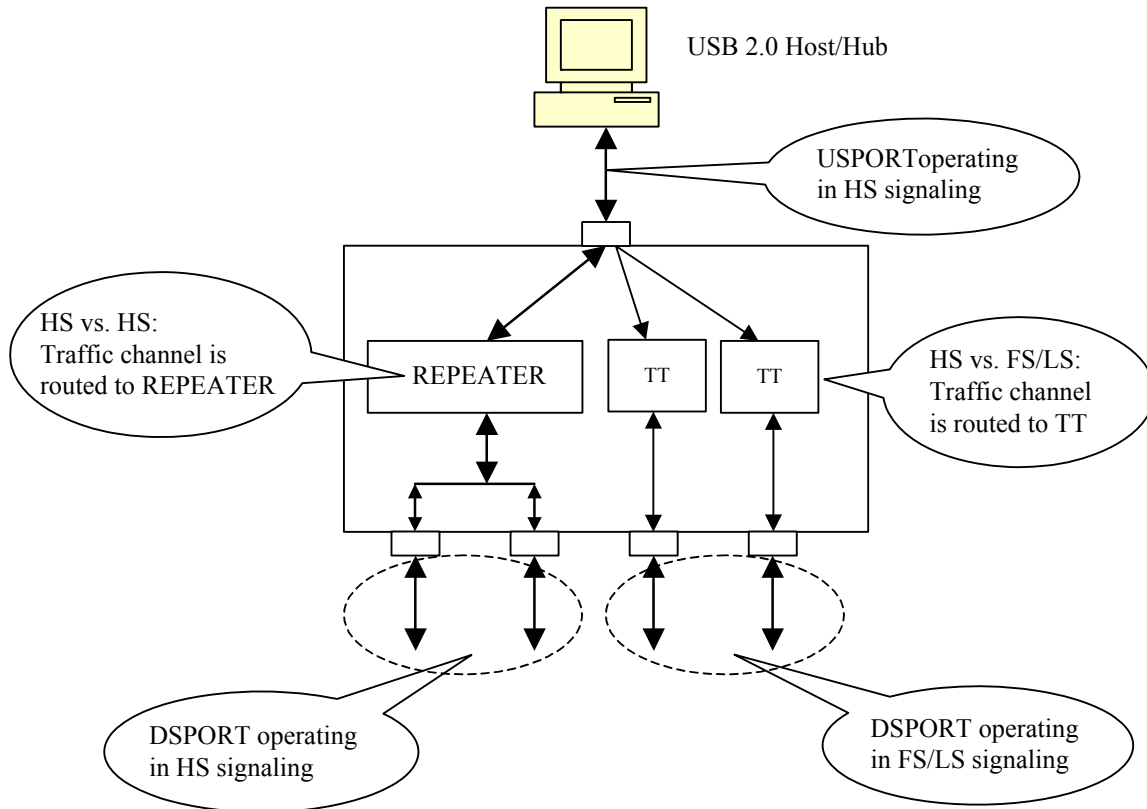 USB 2.0 Host/Hub
USPORToperating
in HS signaling
HS vs. HS:
Traffic channel is
routed to REPEATER
REPEATER
TT
TT
HS vs. FS/LS:
Traffic channel
is routed to TT
DSPORT operating
in HS signaling
DSPORT operating
in FS/LS signaling